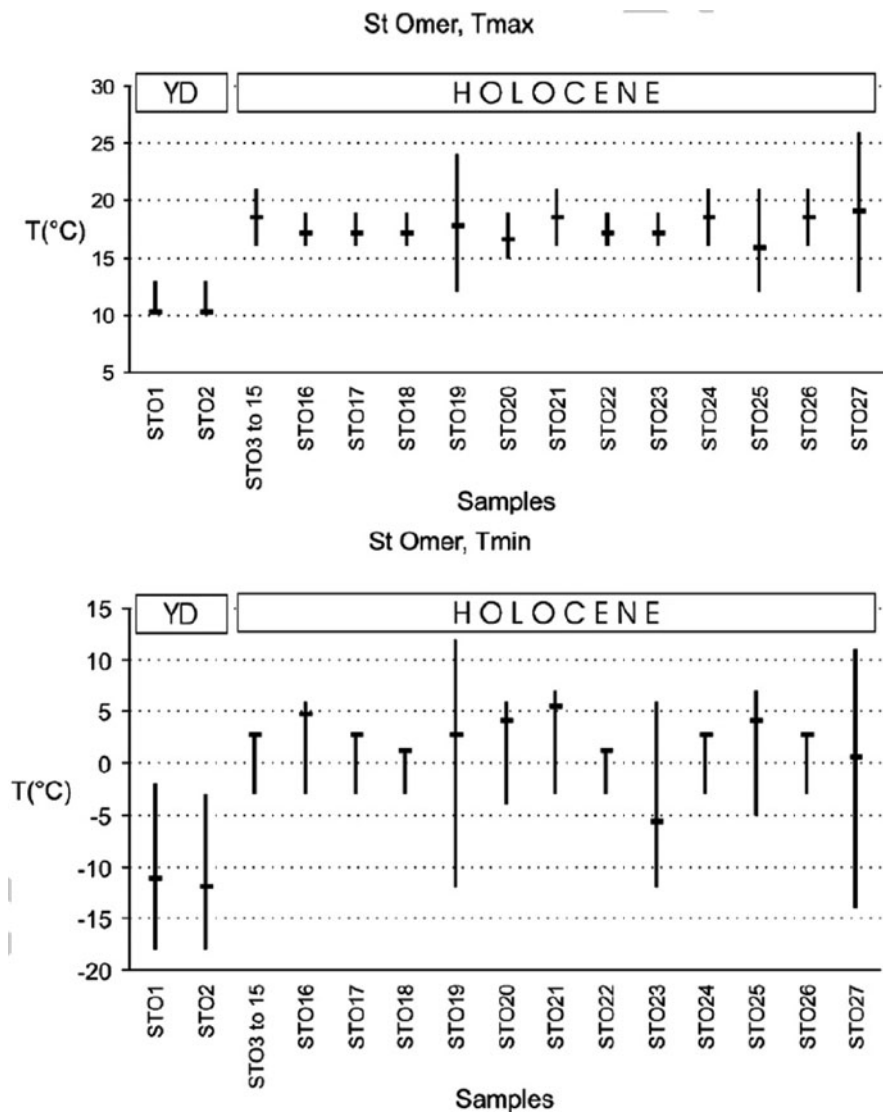 St Omer, Tmax
YD
HOLOCENE
30
25
20
15
10
5
T(°C)
STO1
STO2
STO3 to 15
STO16
STO17
STO18
STO19
STO20
STO21
STO22
STO23
STO24
STO25
STO26
STO27
Samples
St Omer, Tmin
YD
HOLOCENE
15
10
5
0
-5
-10
-15
-20
T(°C)
STO1
STO2
STO3 to 15
STO16
STO17
STO18
STO19
STO20
STO21
STO22
STO23
STO24
STO25
STO26
STO27
Samples